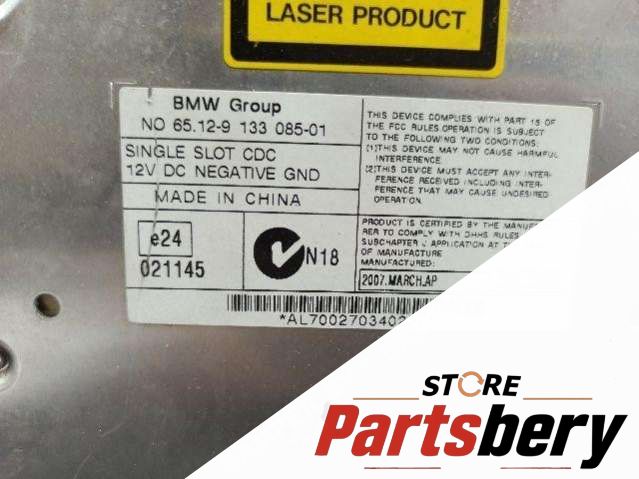 LASER PRODUCT
BMW Group
NO 65.12-9 133 085-01
SINGLE SLOT CDC
12V DC NEGATIVE GND
MADE IN CHINA
e24
021145
N18
THIS DEVICE COMPLIES WITH PART 15 OF
THE FCC RULES.OPERATION IS SUBJECT
TO THE FOLLOWING TWO CONDITIONS:
(1)THIS DEVICE MAY NOT CAUSE HARMFUL
INTERFERENCE
(2)THIS DEVICE MUST ACCEPT ANY INTER-
FERENCE RECEIVED INCLUDING INTER-
FERENCE THAT MAY CAUSE UNDESIRED
OPERATION.
PRODUCT IS CERTIFIED BY THE MANUF
RER TO COMPLY WITH DHHS RULES
SUBCHAPTER J APPLICATION AT T
OF MANUFACTURE
MANUFACTURED:
2007.MARCH.AP
*AL700270340
STORE
Partsbery